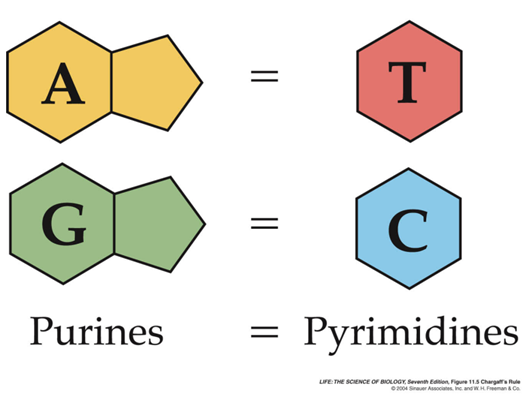 A = T
G = C
Purines = Pyrimidines
LIFE: THE SCIENCE OF BIOLOGY, Seventh Edition, Figure 11.5 Chargaff's Rule
© 2004 Sinauer Associates, Inc. and W. H. Freeman & Co.